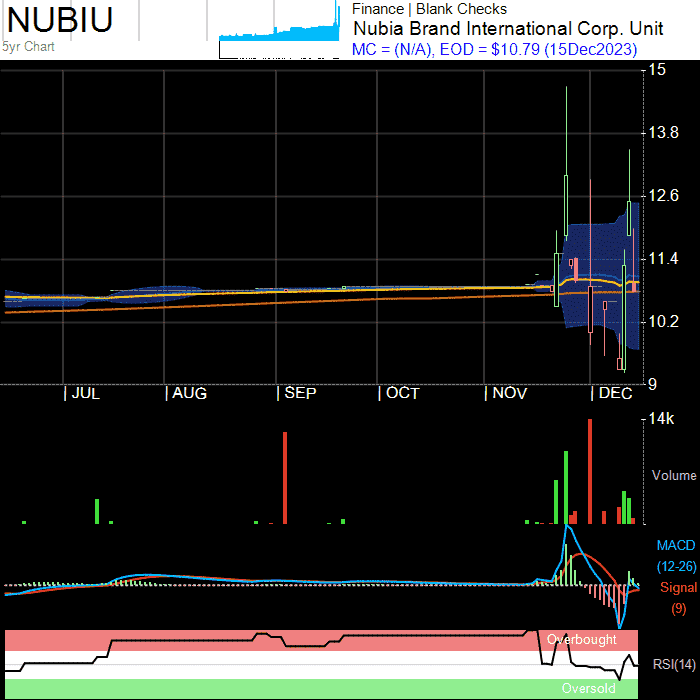 NUBIU
5yr Chart
Finance | Blank Checks
Nubia Brand International Corp. Unit
MC = (N/A), EOD = $10.79 (15Dec2023)
15
13.8
12.6
11.4
10.2
9
JUL AUG SEP OCT NOV DEC
14k
Volume
MACD
(12-26)
Signal
(9)
Overbought
RSI(14)
Oversold